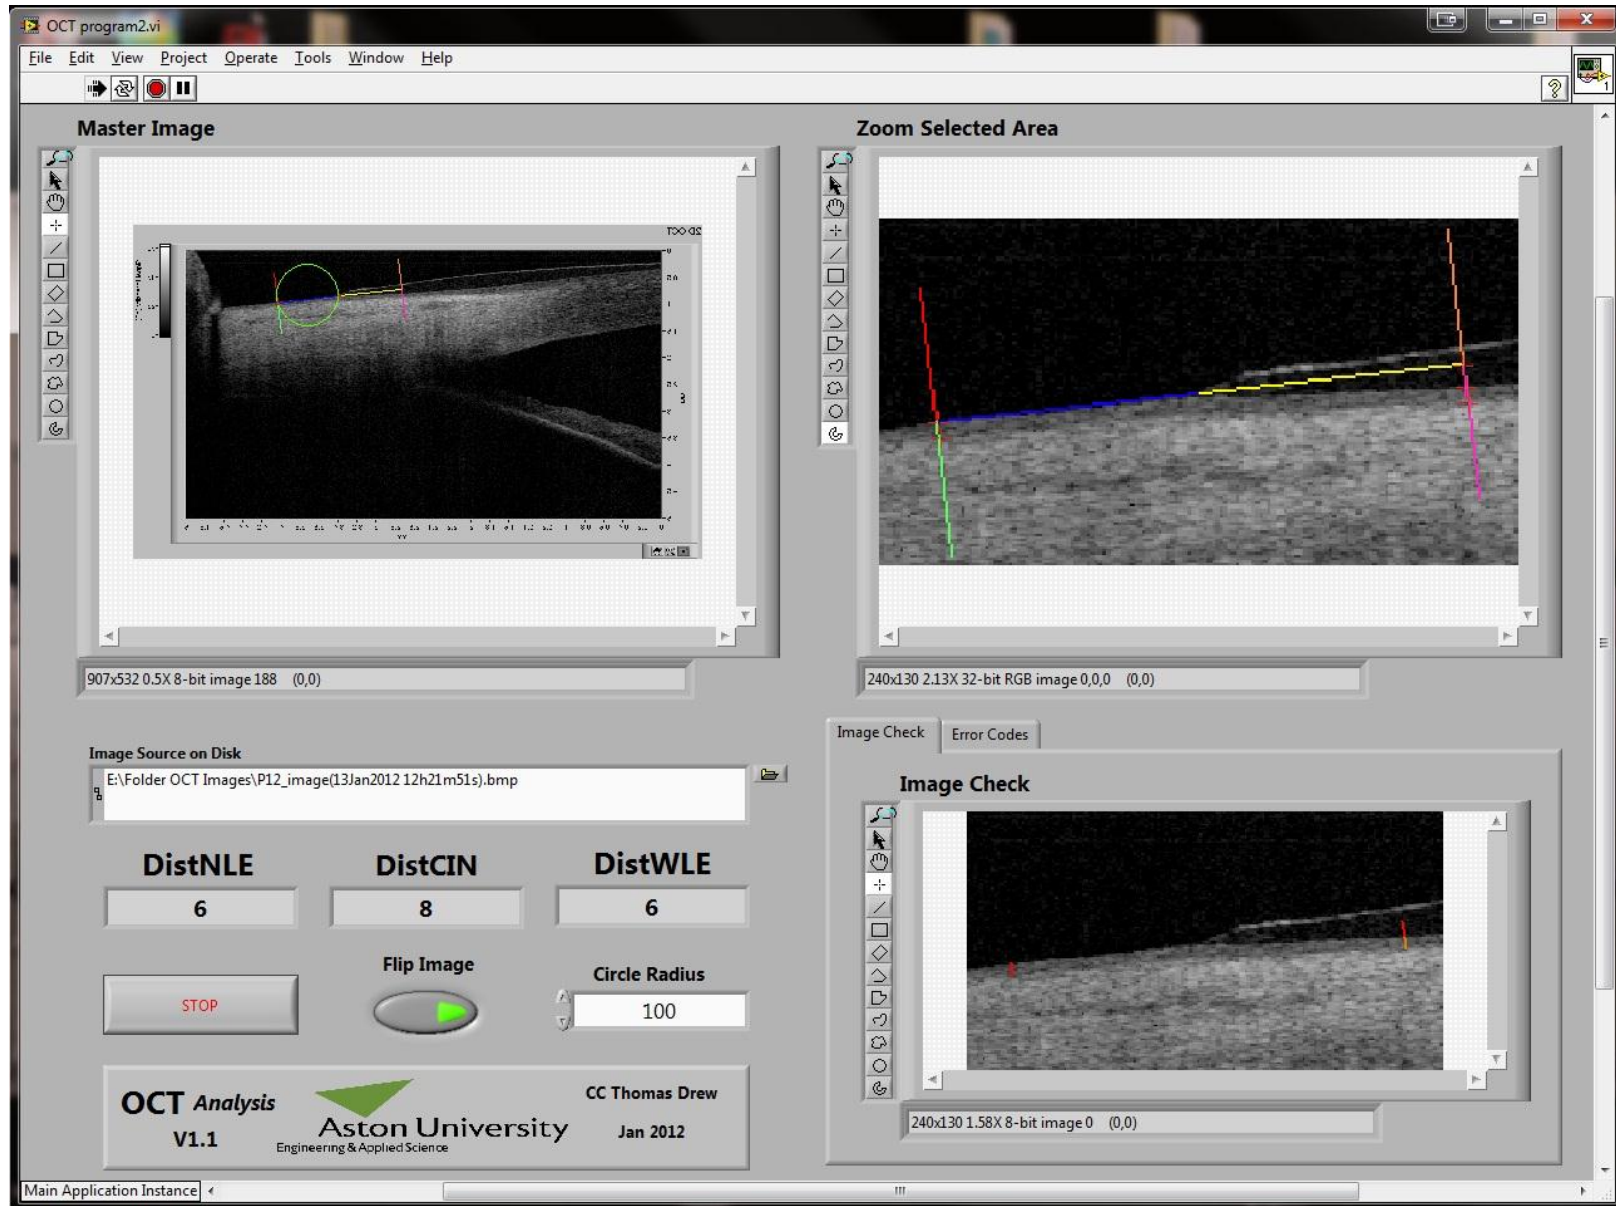 OCT program2.vi
File Edit View Project Operate Tools Window Help
1
Master Image
Zoom Selected Area
2D OCT
907x532 0.5X 8-bit image 188 (0,0)
240x130 2.13X 32-bit RGB image 0,0,0 (0,0)
Image Check
Error Codes
Image Source on Disk
E:\Folder OCT Images\P12_image(13Jan2012 12h21m51s).bmp
Image Check
DistNLE
DistCIN
DistWLE
6
8
6
Flip Image
Circle Radius
STOP
100
OCT Analysis
V1.1
Aston University
Engineering & Applied Science
CC Thomas Drew
Jan 2012
240x130 1.58X 8-bit image 0 (0,0)
Main Application Instance